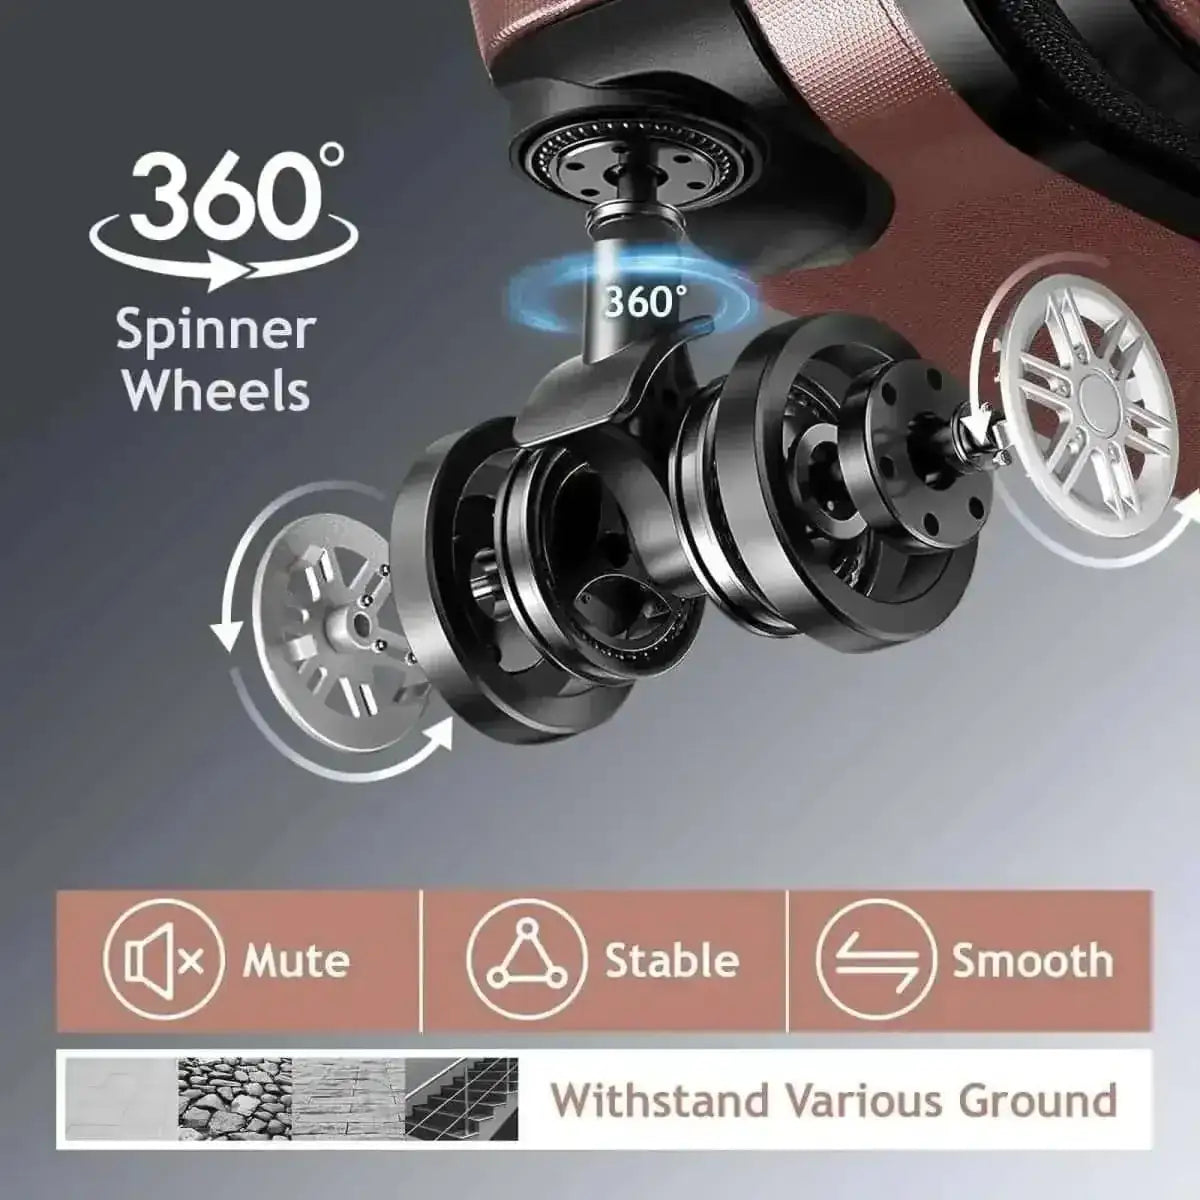 360°
Spinner
Wheels
360°
Mute
Stable
Smooth
Withstand Various Ground